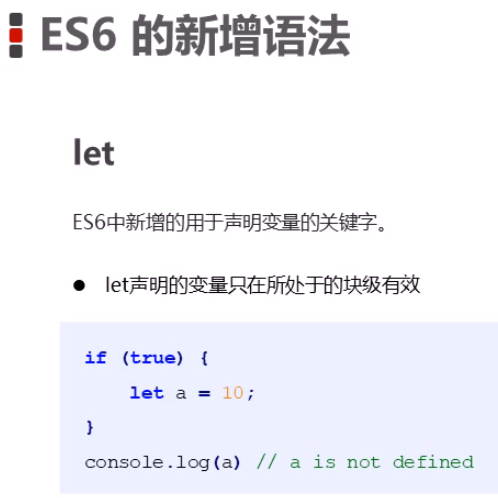 ES6 的新增语法
let
ES6中新增的用于声明变量的关键字。
● let声明的变量只在所处于的块级有效
if (true) {
    let a = 10;
}
console.log(a) // a is not defined